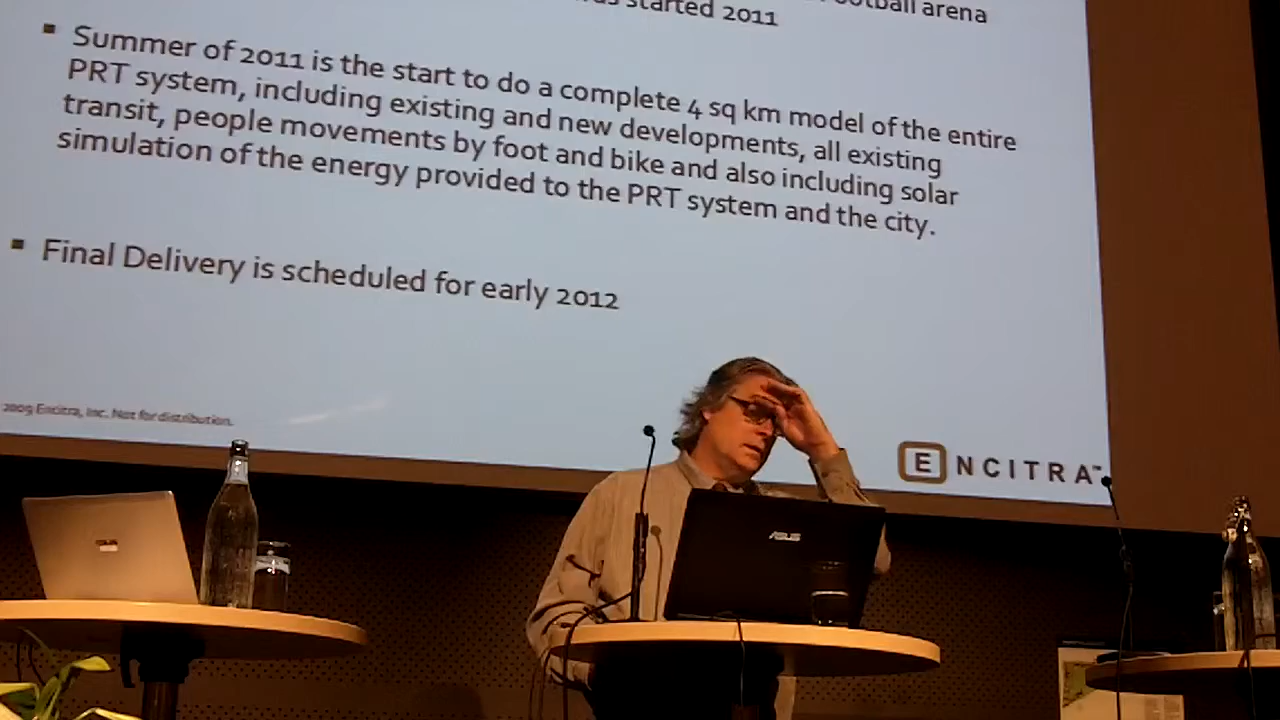 ootball arena
started 2011
Summer of 2011 is the start to do a complete 4 sq km model of the entire
PRT system, including existing and new developments, all existing
transit, people movements by foot and bike and also including solar
simulation of the energy provided to the PRT system and the city.
Final Delivery is scheduled for early 2012
2009 Encitra, Inc. Not for distribution.
E NCITRA™
ASUS